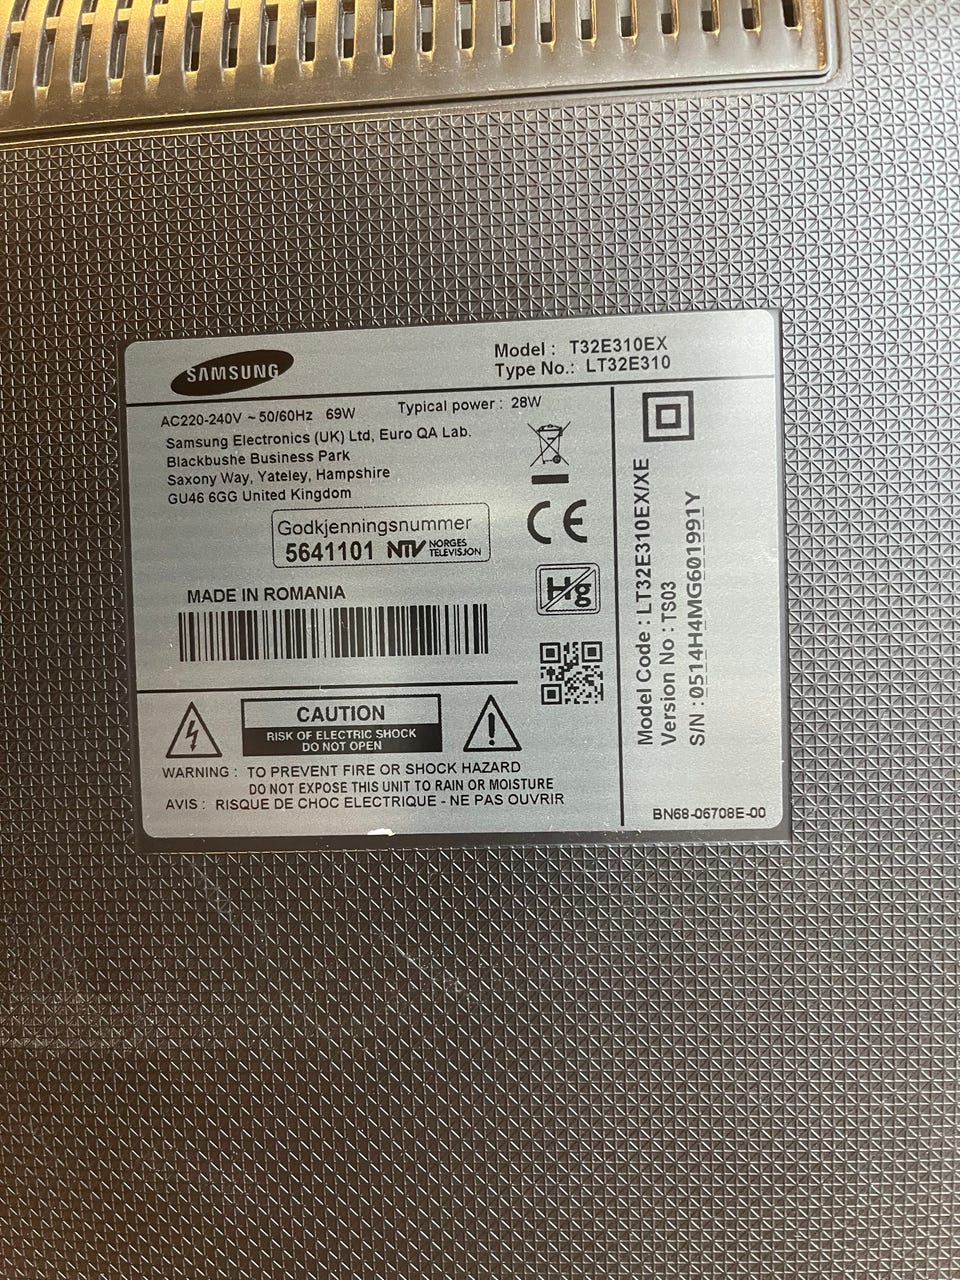 SAMSUNG
Model : T32E310EX
Type No.: LT32E310
AC220-240V ~ 50/60Hz 69W Typical power : 28W
Samsung Electronics (UK) Ltd, Euro QA Lab.
Blackbushe Business Park
Saxony Way, Yateley, Hampshire
GU46 6GG United Kingdom
Godkjenningsnummer
5641101 NTV NORGES TELEVISJON
MADE IN ROMANIA
CE
Hg
CAUTION
RISK OF ELECTRIC SHOCK
DO NOT OPEN
WARNING : TO PREVENT FIRE OR SHOCK HAZARD
DO NOT EXPOSE THIS UNIT TO RAIN OR MOISTURE
AVIS : RISQUE DE CHOC ELECTRIQUE - NE PAS OUVRIR
Model Code : LT32E310EX/XE
Version No : TS03
S/N : 0514H4MG601991Y
BN68-06708E-00